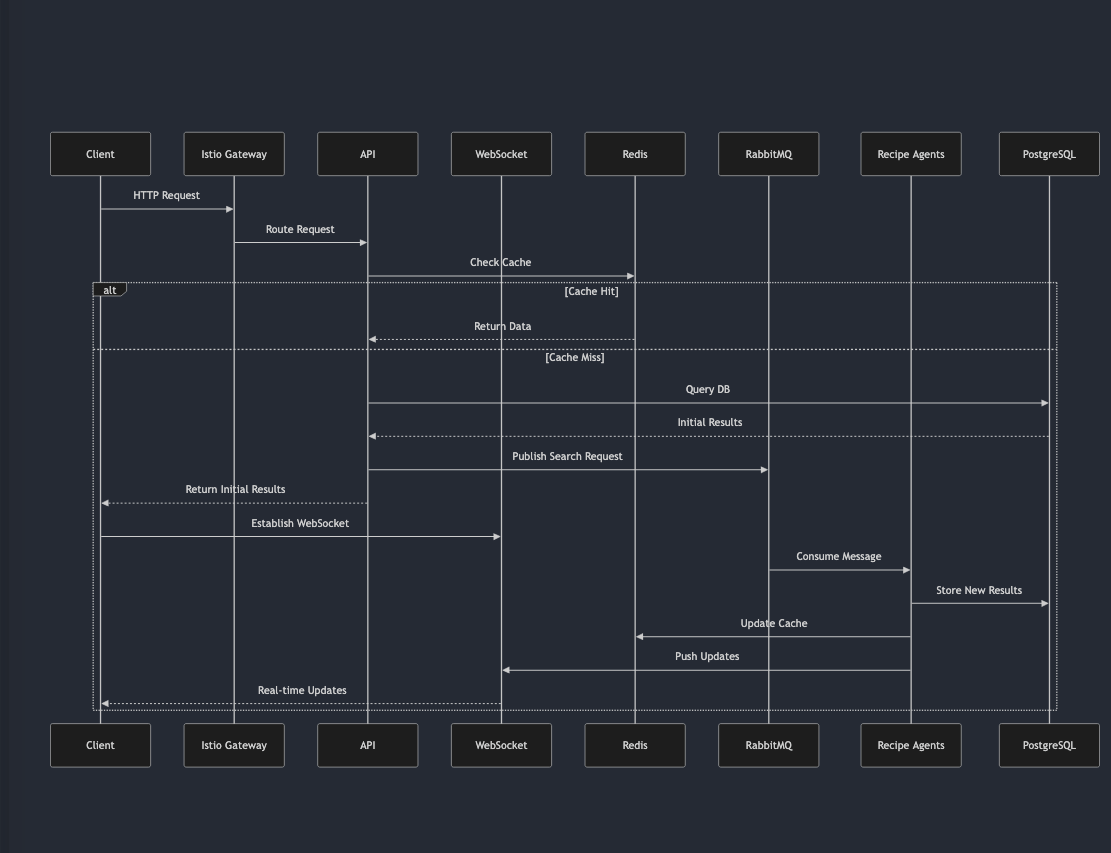 Client
Istio Gateway
API
WebSocket
Redis
RabbitMQ
Recipe Agents
PostgreSQL
HTTP Request
Route Request
Check Cache
alt
[Cache Hit]
Return Data
[Cache Miss]
Query DB
Initial Results
Publish Search Request
Return Initial Results
Establish WebSocket
Consume Message
Store New Results
Update Cache
Push Updates
Real-time Updates
Client
Istio Gateway
API
WebSocket
Redis
RabbitMQ
Recipe Agents
PostgreSQL